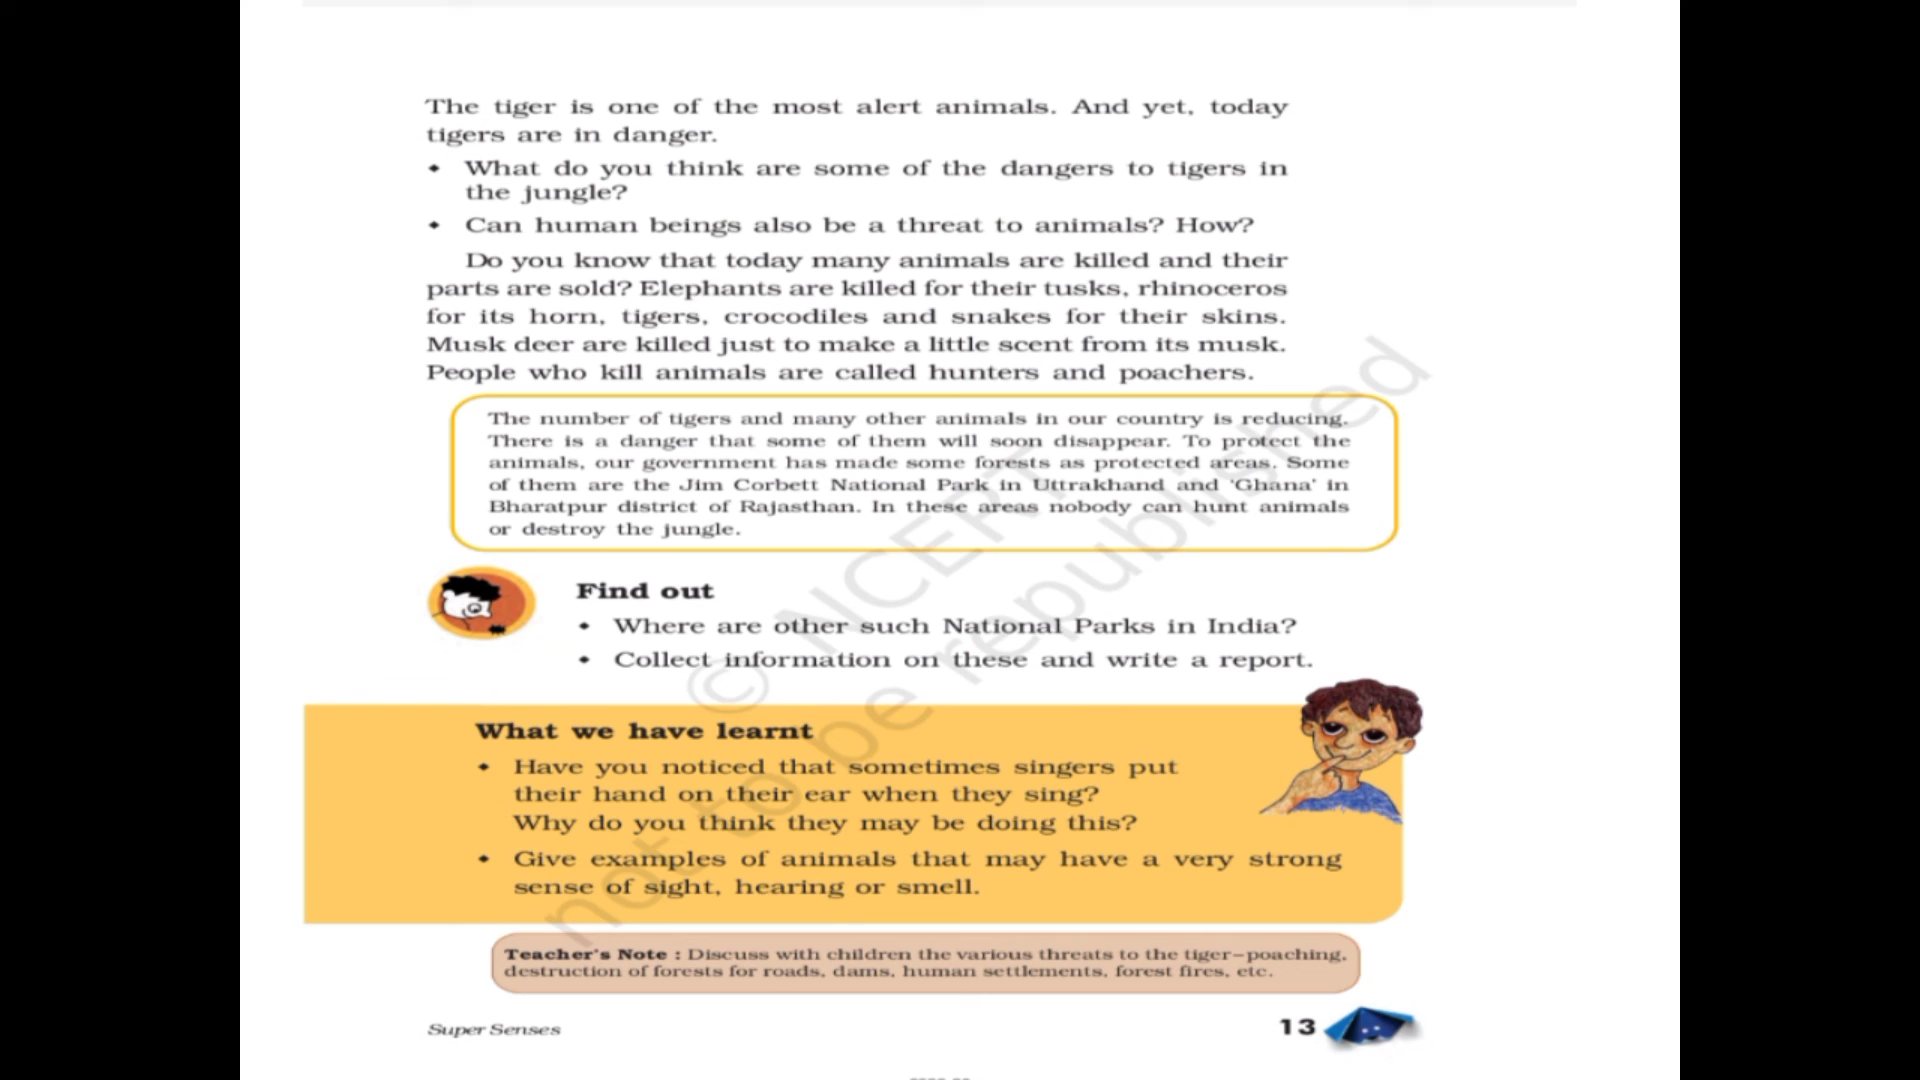 The tiger is one of the most alert animals. And yet, today
tigers are in danger.
• What do you think are some of the dangers to tigers in
the jungle?
• Can human beings also be a threat to animals? How?
Do you know that today many animals are killed and their
parts are sold? Elephants are killed for their tusks, rhinoceros
for its horn, tigers, crocodiles and snakes for their skins.
Musk deer are killed just to make a little scent from its musk.
People who kill animals are called hunters and poachers.
The number of tigers and many other animals in our country is reducing.
There is a danger that some of them will soon disappear. To protect the
animals, our government has made some forests as protected areas. Some
of them are the Jim Corbett National Park in Uttrakhand and ‘Ghana’ in
Bharatpur district of Rajasthan. In these areas nobody can hunt animals
or destroy the jungle.
Find out
• Where are other such National Parks in India?
• Collect information on these and write a report.
What we have learnt
• Have you noticed that sometimes singers put
their hand on their ear when they sing?
Why do you think they may be doing this?
• Give examples of animals that may have a very strong
sense of sight, hearing or smell.
Teacher's Note : Discuss with children the various threats to the tiger–poaching,
destruction of forests for roads, dams, human settlements, forest fires, etc.
Super Senses
13
© NCERT
not to be republished